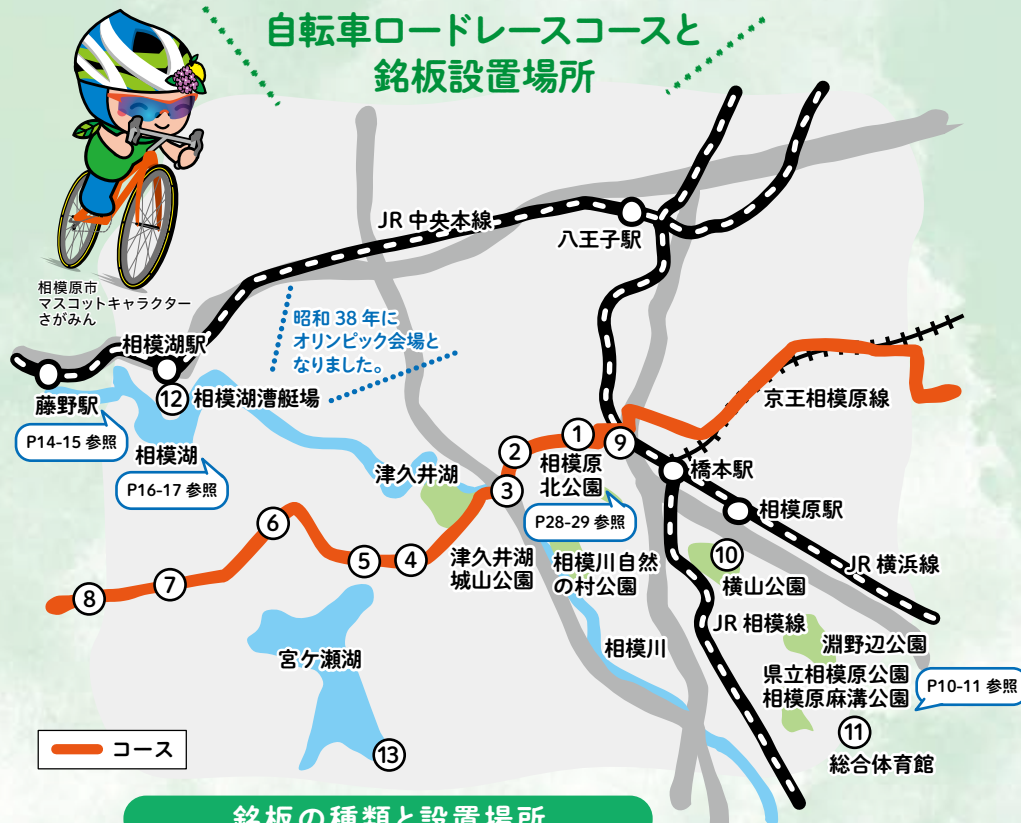 自転車ロードレースコースと
銘板設置場所
相模原市
マスコットキャラクター
さがみん
JR 中央本線
八王子駅
昭和 38 年に
オリンピック会場と
なりました。
相模湖駅
藤野駅
⑫ 相模湖漕艇場
P14-15 参照
相模湖
P16-17 参照
京王相模原線
①
②
⑨
相模原
北公園
橋本駅
津久井湖
③
P28-29 参照
相模原駅
⑥
⑤
④
津久井湖
城山公園
相模川自然
の村公園
⑩
横山公園
JR 横浜線
⑧
⑦
JR 相模線
相模川
淵野辺公園
宮ケ瀬湖
県立相模原公園
相模原麻溝公園
P10-11 参照
⑪
総合体育館
⑬
コース
銘板の種類と設置場所